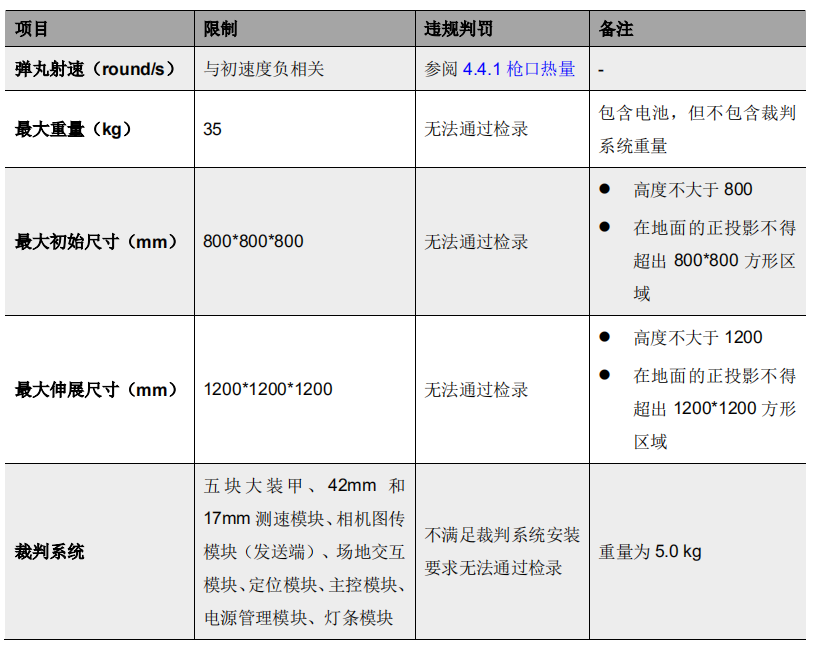 项目 限制 违规判罚 备注
弹丸射速（round/s） 与初速度负相关 参阅 4.4.1 枪口热量 -
最大重量（kg） 35 无法通过检录 包含电池，但不包含裁判
系统重量
最大初始尺寸（mm） 800*800*800 无法通过检录
● 高度不大于 800
● 在地面的正投影不得
超出 800*800 方形区
域
最大伸展尺寸（mm） 1200*1200*1200 无法通过检录
● 高度不大于 1200
● 在地面的正投影不得
超出 1200*1200 方形
区域
裁判系统
五块大装甲、42mm 和
17mm 测速模块、相机图传
模块（发送端）、场地交互
模块、定位模块、主控模块、
电源管理模块、灯条模块
不满足裁判系统安装
要求无法通过检录
重量为 5.0 kg